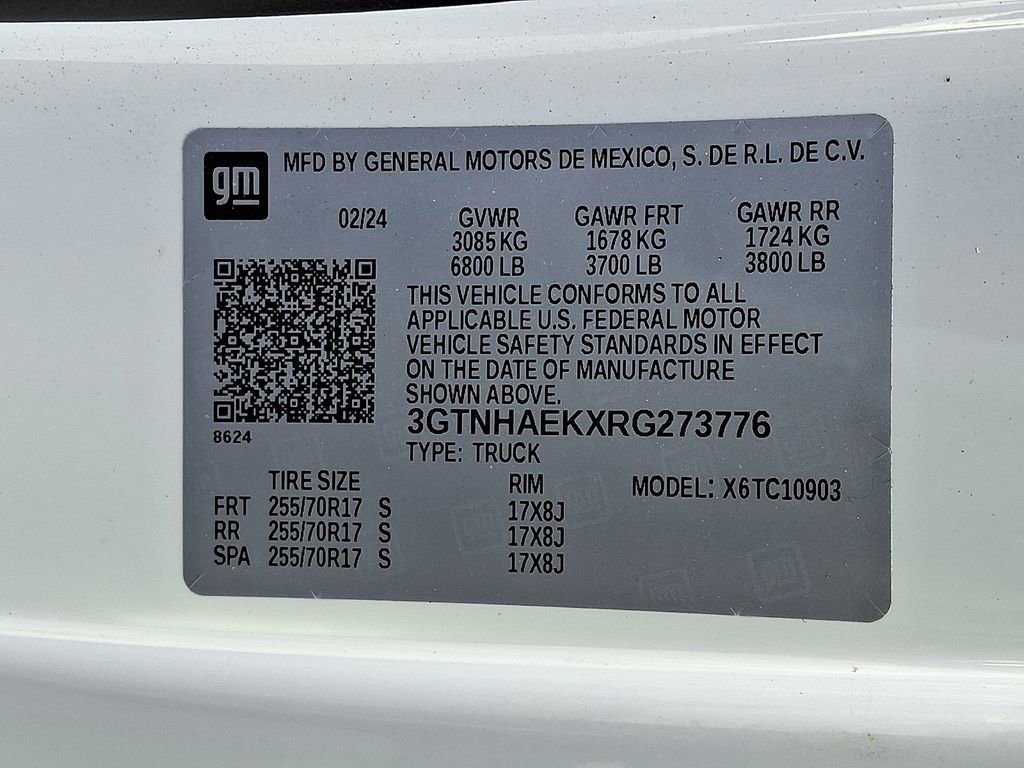 gm MFD BY GENERAL MOTORS DE MEXICO, S. DE R.L. DE C.V.
02/24 GVWR GAWR FRT GAWR RR
3085 KG 1678 KG 1724 KG
6800 LB 3700 LB 3800 LB
THIS VEHICLE CONFORMS TO ALL
APPLICABLE U.S. FEDERAL MOTOR
VEHICLE SAFETY STANDARDS IN EFFECT
ON THE DATE OF MANUFACTURE
SHOWN ABOVE.
3GTNHAEKXRG273776
8624
TYPE: TRUCK
TIRE SIZE RIM MODEL: X6TC10903
FRT 255/70R17 S 17X8J
RR 255/70R17 S 17X8J
SPA 255/70R17 S 17X8J